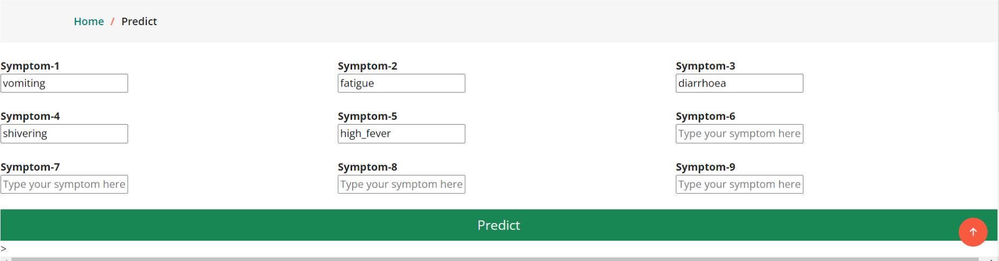 Home / Predict
Symptom-1 Symptom-2 Symptom-3
vomiting fatigue diarrhoea
Symptom-4 Symptom-5 Symptom-6
shivering high_fever Type your symptom here
Symptom-7 Symptom-8 Symptom-9
Type your symptom here Type your symptom here Type your symptom here
Predict
>